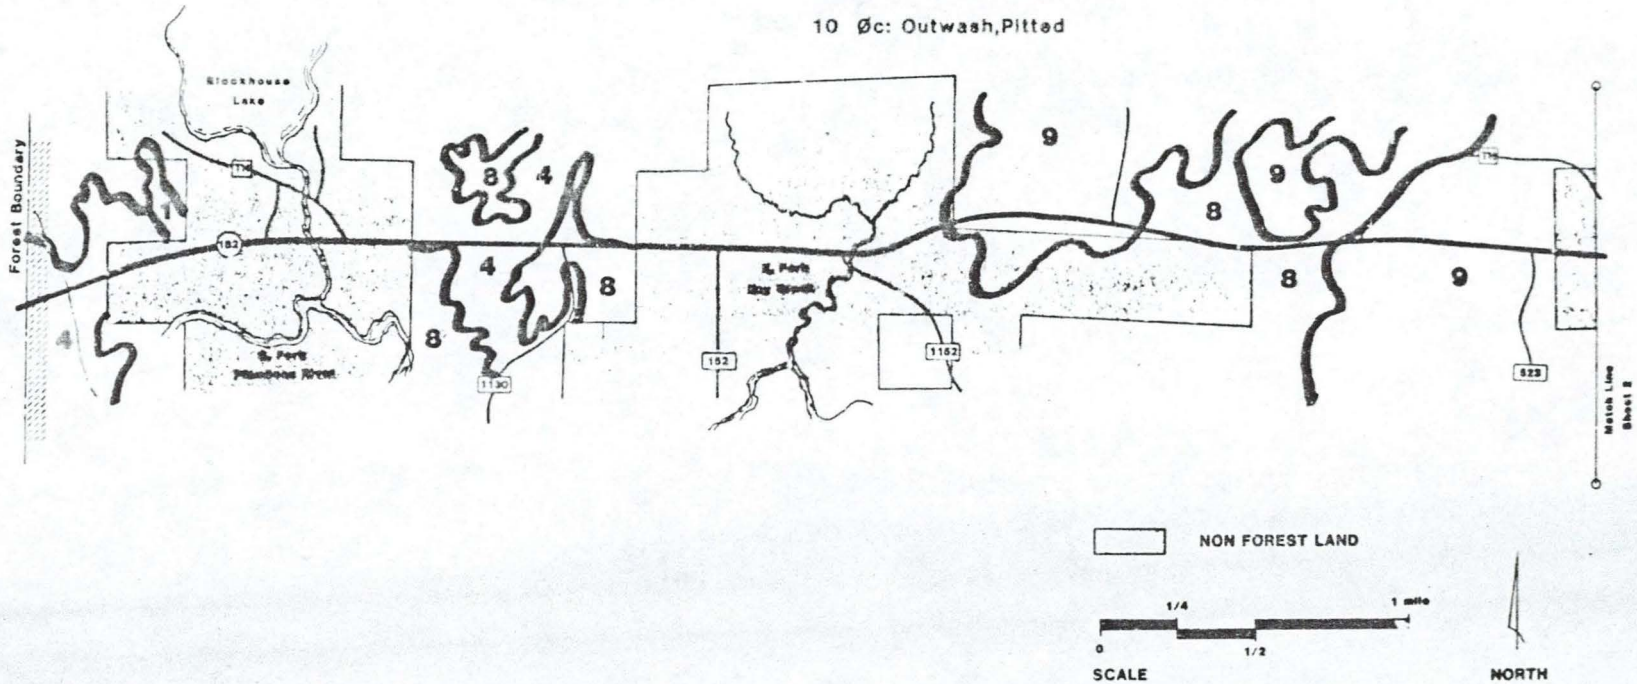 10 Øc: Outwash,Pitted
Blockhouse
Lake
Forest Boundary
9
8
4
9
8
182
4
8
8
9
4
8
S. Fork
152
1152
1130
523
Match Line
Sheet 2
NON FOREST LAND
1/4
1 mile
0
1/2
SCALE
NORTH